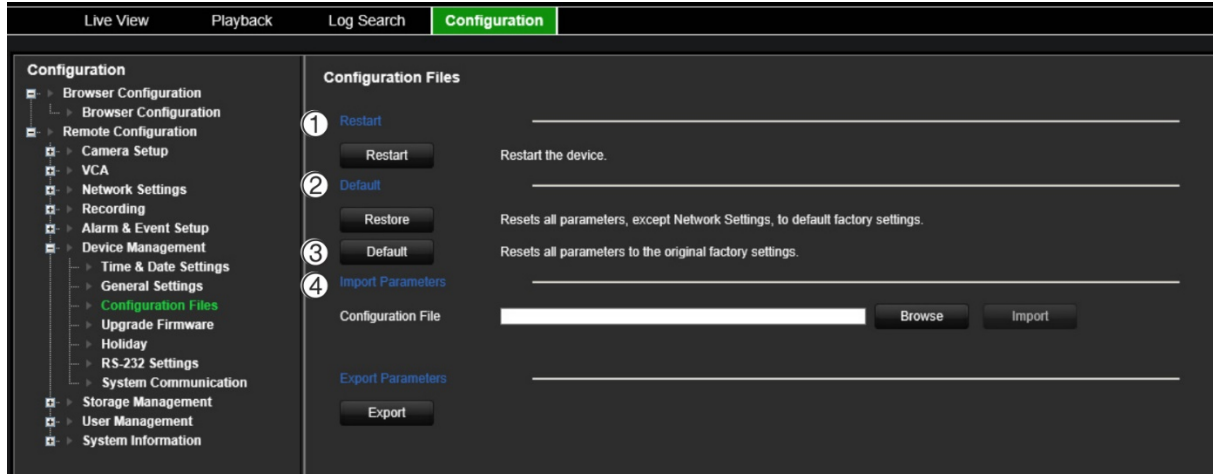 Live View Playback Log Search Configuration
Configuration
Browser Configuration
Browser Configuration
Remote Configuration
Camera Setup
VCA
Network Settings
Recording
Alarm & Event Setup
Device Management
Time & Date Settings
General Settings
Configuration Files
Upgrade Firmware
Holiday
RS-232 Settings
System Communication
Storage Management
User Management
System Information
Configuration Files
① Restart
Restart Restart the device.
② Default
Restore Resets all parameters, except Network Settings, to default factory settings.
③ Default Resets all parameters to the original factory settings.
④ Import Parameters
Configuration File Browse Import
Export Parameters
Export